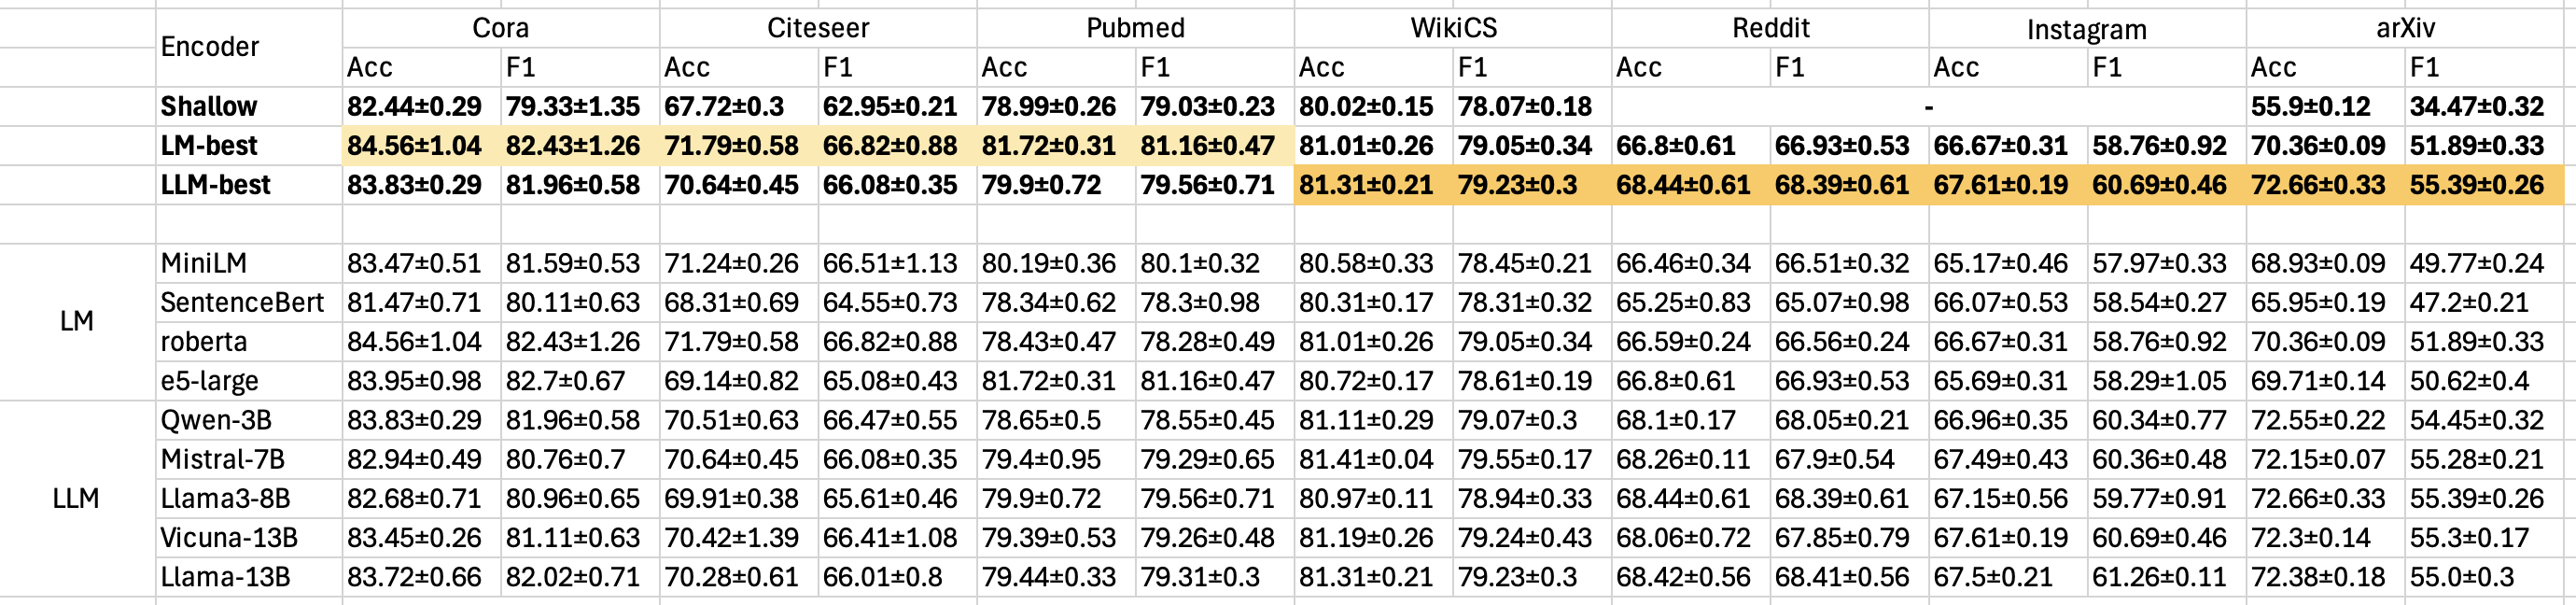 Encoder Cora Citeseer Pubmed WikiCS Reddit Instagram arXiv
Acc F1 Acc F1 Acc F1 Acc F1 Acc F1 Acc F1 Acc F1
Shallow 82.44±0.29 79.33±1.35 67.72±0.3 62.95±0.21 78.99±0.26 79.03±0.23 80.02±0.15 78.07±0.18 - 55.9±0.12 34.47±0.32
LM-best 84.56±1.04 82.43±1.26 71.79±0.58 66.82±0.88 81.72±0.31 81.16±0.47 81.01±0.26 79.05±0.34 66.8±0.61 66.93±0.53 66.67±0.31 58.76±0.92 70.36±0.09 51.89±0.33
LLM-best 83.83±0.29 81.96±0.58 70.64±0.45 66.08±0.35 79.9±0.72 79.56±0.71 81.31±0.21 79.23±0.3 68.44±0.61 68.39±0.61 67.61±0.19 60.69±0.46 72.66±0.33 55.39±0.26
LM
MiniLM 83.47±0.51 81.59±0.53 71.24±0.26 66.51±1.13 80.19±0.36 80.1±0.32 80.58±0.33 78.45±0.21 66.46±0.34 66.51±0.32 65.17±0.46 57.97±0.33 68.93±0.09 49.77±0.24
SentenceBert 81.47±0.71 80.11±0.63 68.31±0.69 64.55±0.73 78.34±0.62 78.3±0.98 80.31±0.17 78.31±0.32 65.25±0.83 65.07±0.98 66.07±0.53 58.54±0.27 65.95±0.19 47.2±0.21
roberta 84.56±1.04 82.43±1.26 71.79±0.58 66.82±0.88 78.43±0.47 78.28±0.49 81.01±0.26 79.05±0.34 66.59±0.24 66.56±0.24 66.67±0.31 58.76±0.92 70.36±0.09 51.89±0.33
e5-large 83.95±0.98 82.7±0.67 69.14±0.82 65.08±0.43 81.72±0.31 81.16±0.47 80.72±0.17 78.61±0.19 66.8±0.61 66.93±0.53 65.69±0.31 58.29±1.05 69.71±0.14 50.62±0.4
LLM
Qwen-3B 83.83±0.29 81.96±0.58 70.51±0.63 66.47±0.55 78.65±0.5 78.55±0.45 81.11±0.29 79.07±0.3 68.1±0.17 68.05±0.21 66.96±0.35 60.34±0.77 72.55±0.22 54.45±0.32
Mistral-7B 82.94±0.49 80.76±0.7 70.64±0.45 66.08±0.35 79.4±0.95 79.29±0.65 81.41±0.04 79.55±0.17 68.26±0.11 67.9±0.54 67.49±0.43 60.36±0.48 72.15±0.07 55.28±0.21
Llama3-8B 82.68±0.71 80.96±0.65 69.91±0.38 65.61±0.46 79.9±0.72 79.56±0.71 80.97±0.11 78.94±0.33 68.44±0.61 68.39±0.61 67.15±0.56 59.77±0.91 72.66±0.33 55.39±0.26
Vicuna-13B 83.45±0.26 81.11±0.63 70.42±1.39 66.41±1.08 79.39±0.53 79.26±0.48 81.19±0.26 79.24±0.43 68.06±0.72 67.85±0.79 67.61±0.19 60.69±0.46 72.3±0.14 55.3±0.17
Llama-13B 83.72±0.66 82.02±0.71 70.28±0.61 66.01±0.8 79.44±0.33 79.31±0.3 81.31±0.21 79.23±0.3 68.42±0.56 68.41±0.56 67.5±0.21 61.26±0.11 72.38±0.18 55.0±0.3